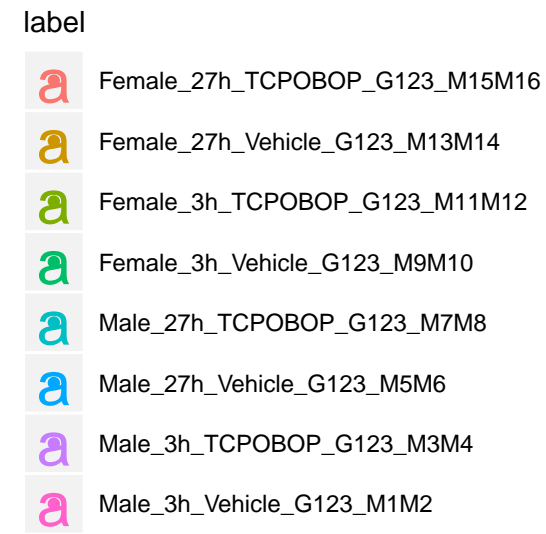 label
a Female_27h_TCPOBOP_G123_M15M16
a Female_27h_Vehicle_G123_M13M14
a Female_3h_TCPOBOP_G123_M11M12
a Female_3h_Vehicle_G123_M9M10
a Male_27h_TCPOBOP_G123_M7M8
a Male_27h_Vehicle_G123_M5M6
a Male_3h_TCPOBOP_G123_M3M4
a Male_3h_Vehicle_G123_M1M2